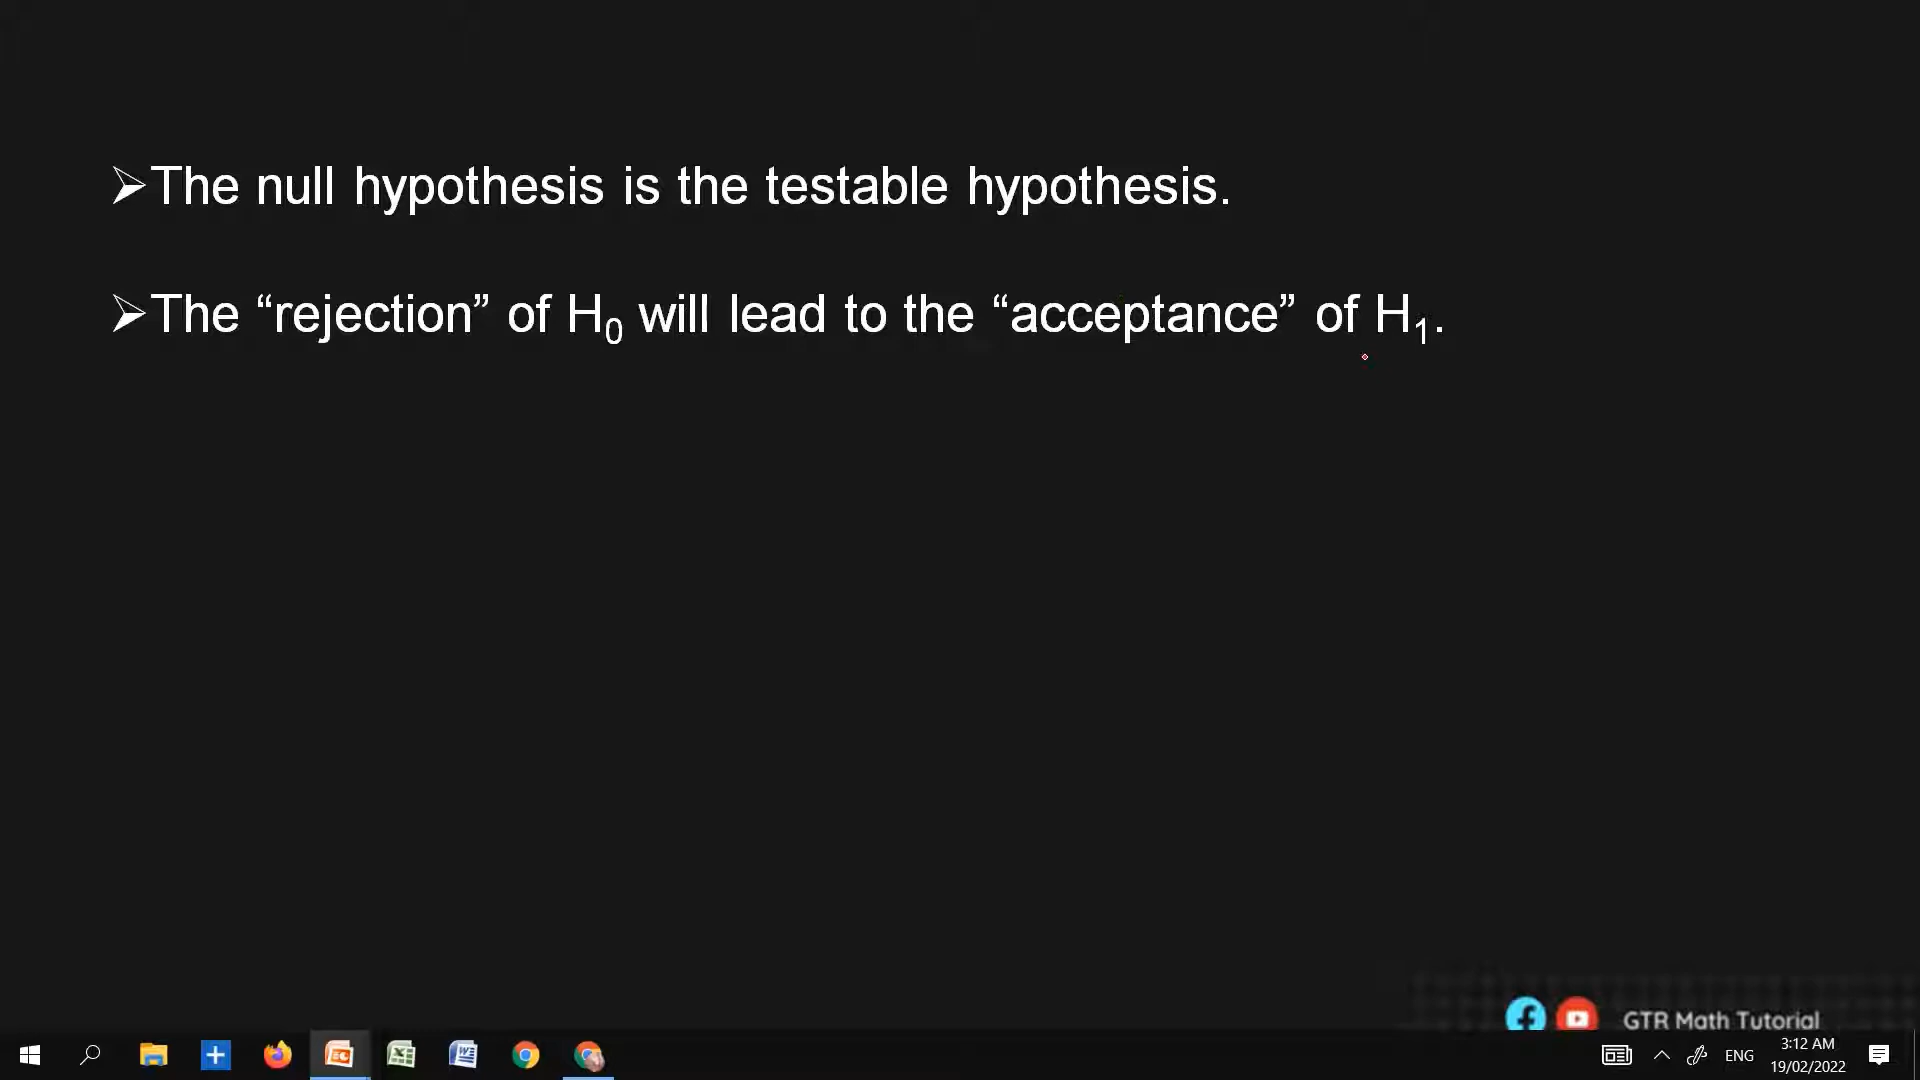 ➢The null hypothesis is the testable hypothesis.
➢The “rejection” of H₀ will lead to the “acceptance” of H₁.
GTR Math Tutorial
ENG
3:12 AM
19/02/2022